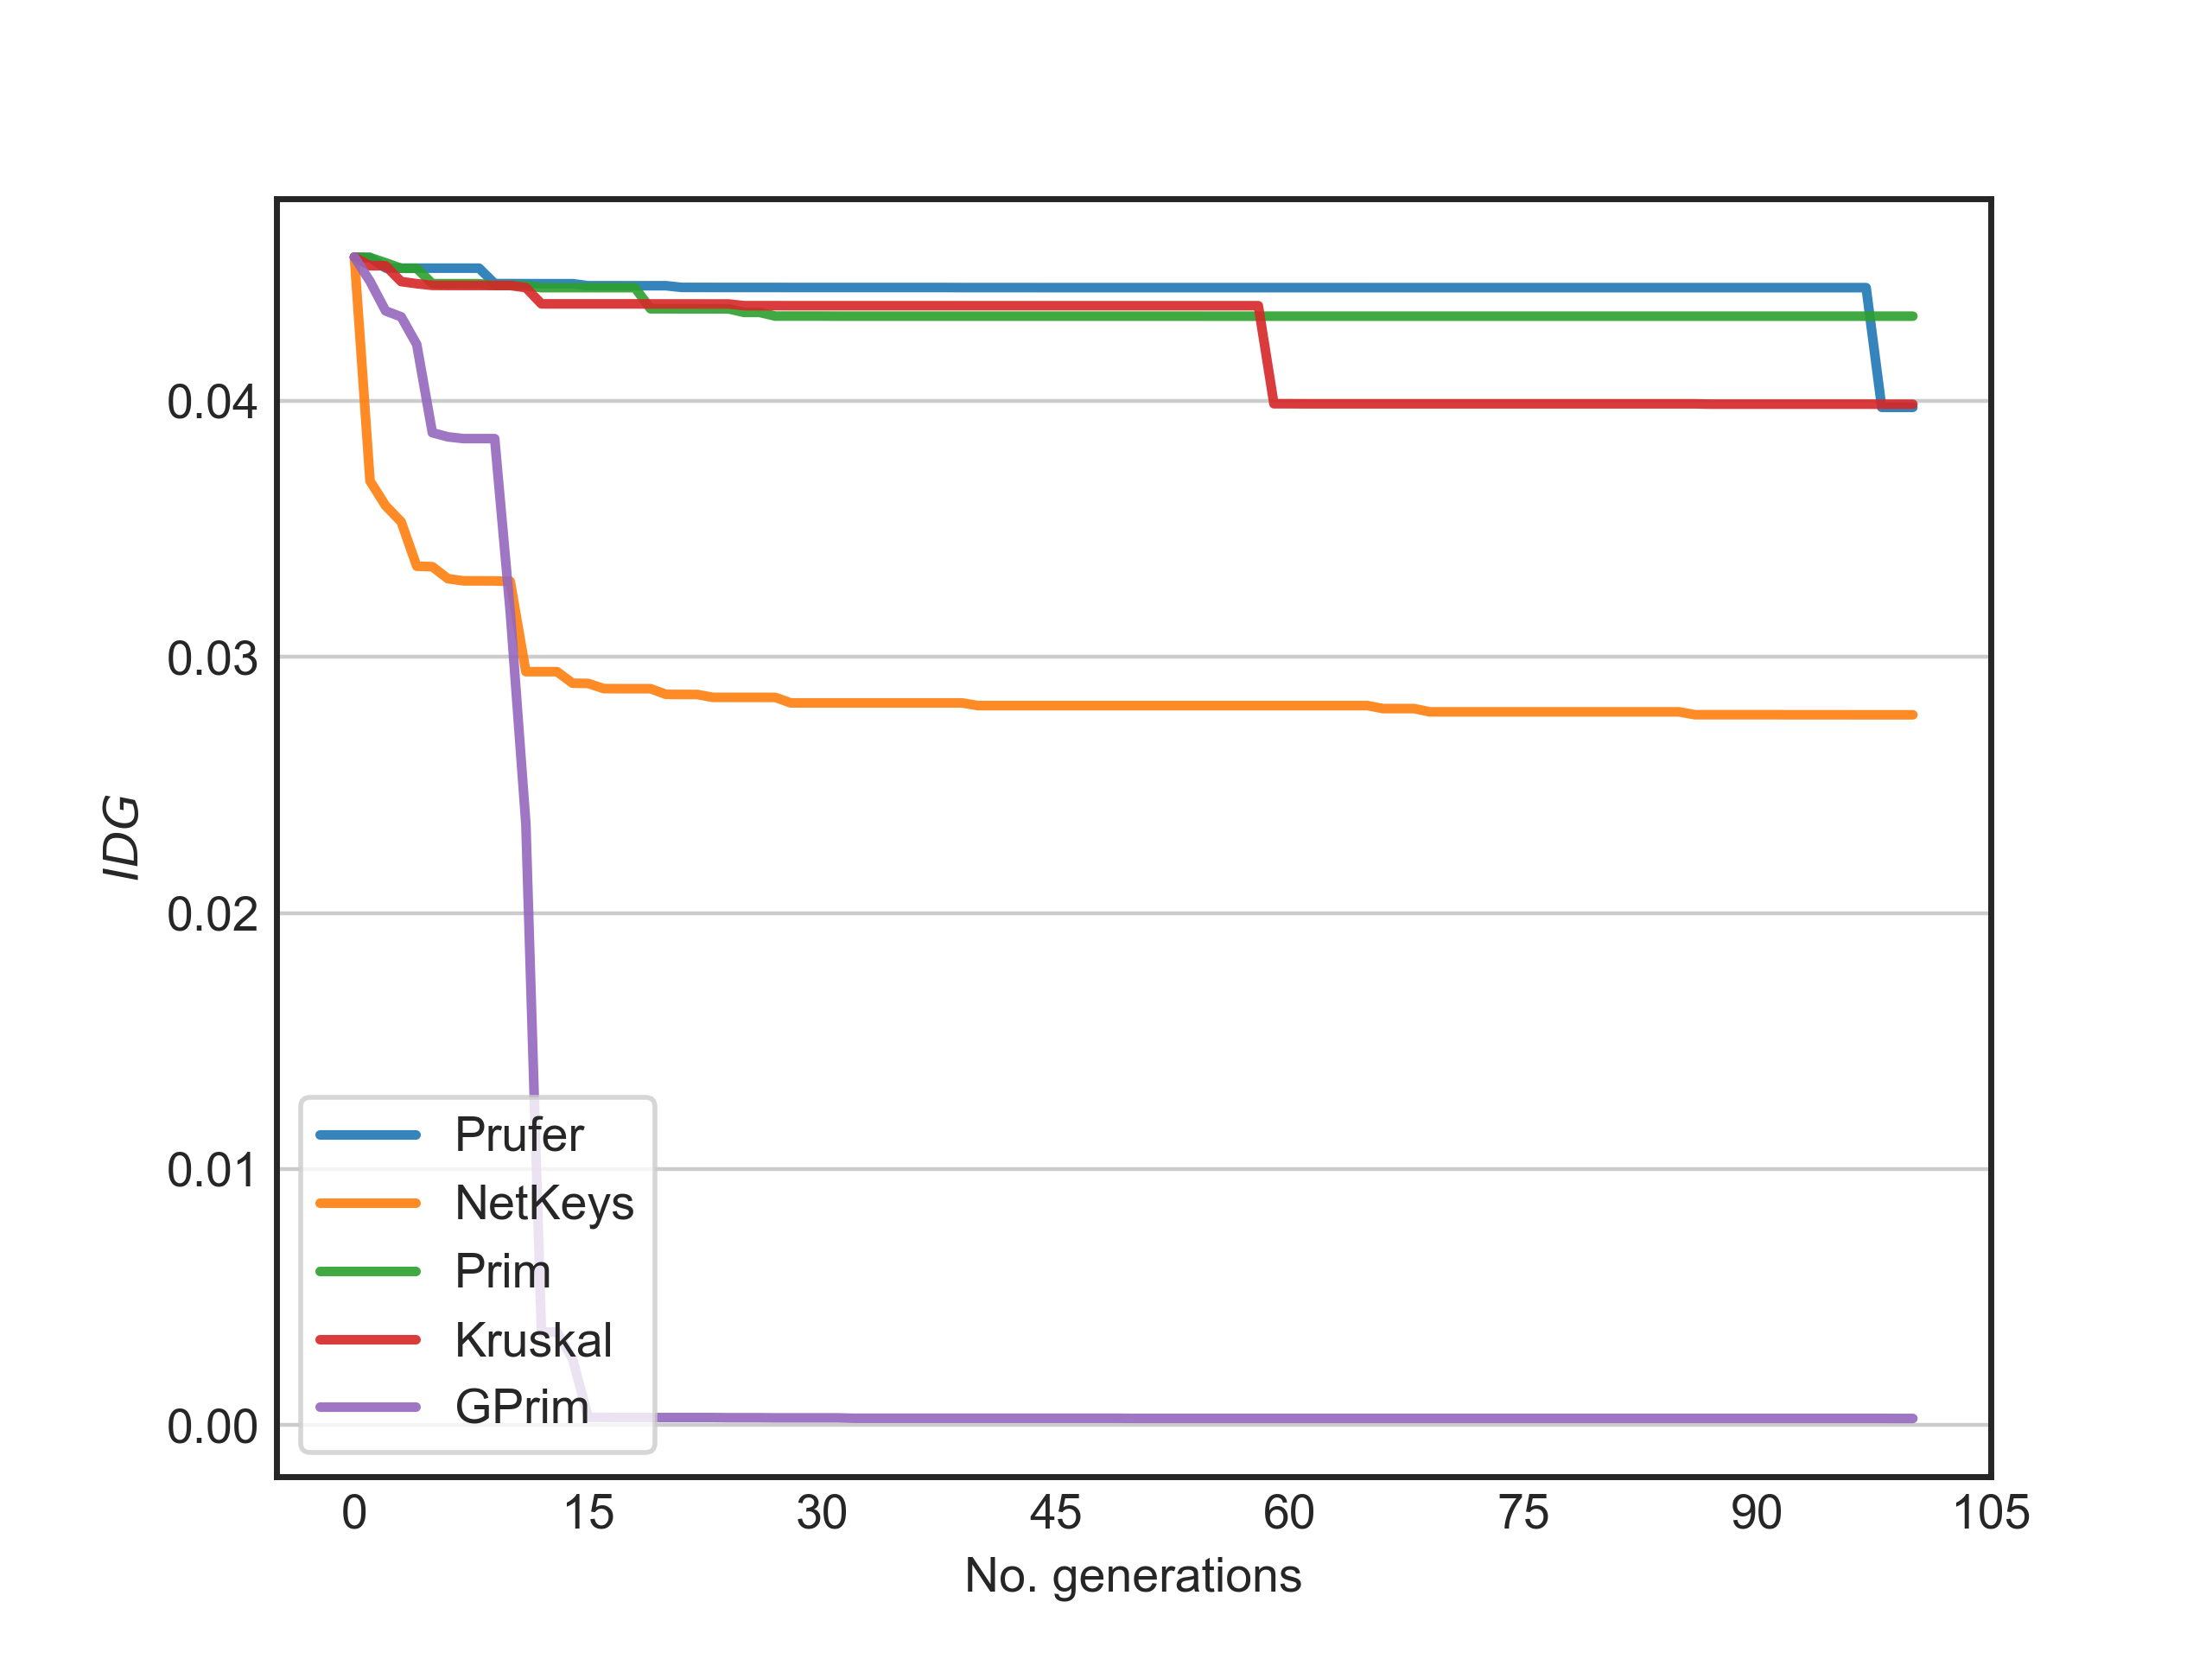 0.04
0.03
0.02
0.01
0.00
IDG
Prufer
NetKeys
Prim
Kruskal
GPrim
0 15 30 45 60 75 90 105
No. generations